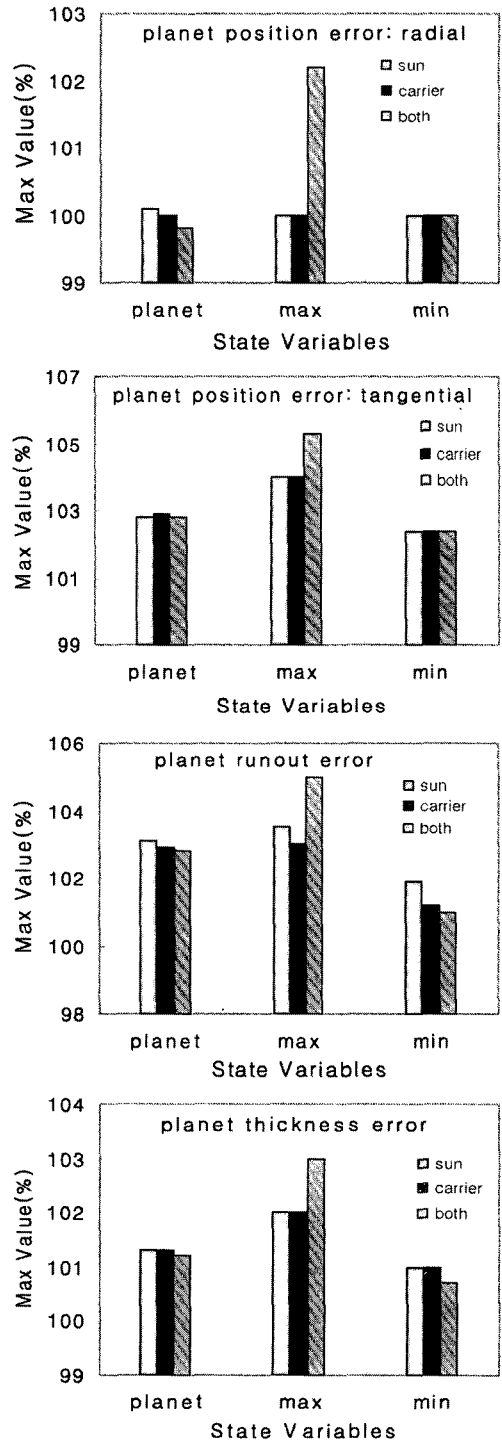 103
planet position error: radial
sun
102
carrier
both
101
100
99
Max Value(%)
planet max min
State Variables
107
planet position error: tangential
sun
105
carrier
both
103
101
99
Max Value(%)
planet max min
State Variables
106
planet runout error
sun
104
carrier
both
102
100
98
Max Value(%)
planet max min
State Variables
104
planet thickness error
103
sun
carrier
both
102
101
100
99
Max Value(%)
planet max min
State Variables